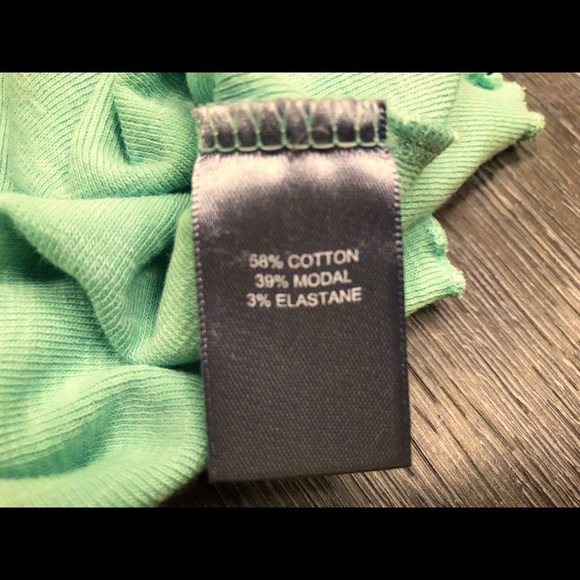 58% COTTON
39% MODAL
3% ELASTANE